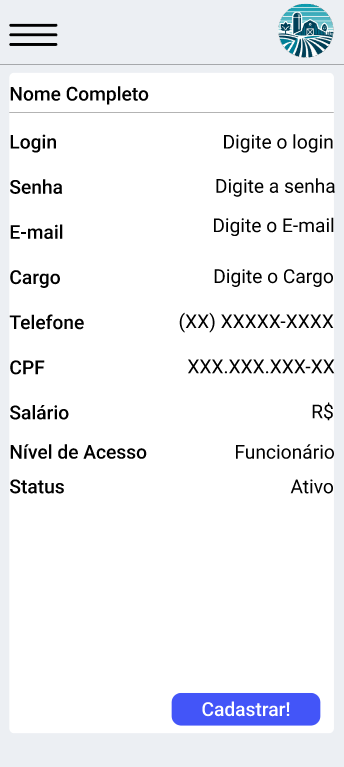 Nome Completo
Login Digite o login
Senha Digite a senha
E-mail Digite o E-mail
Cargo Digite o Cargo
Telefone (XX) XXXXX-XXXX
CPF XXX.XXX.XXX-XX
Salário R$
Nível de Acesso Funcionário
Status Ativo
Cadastrar!